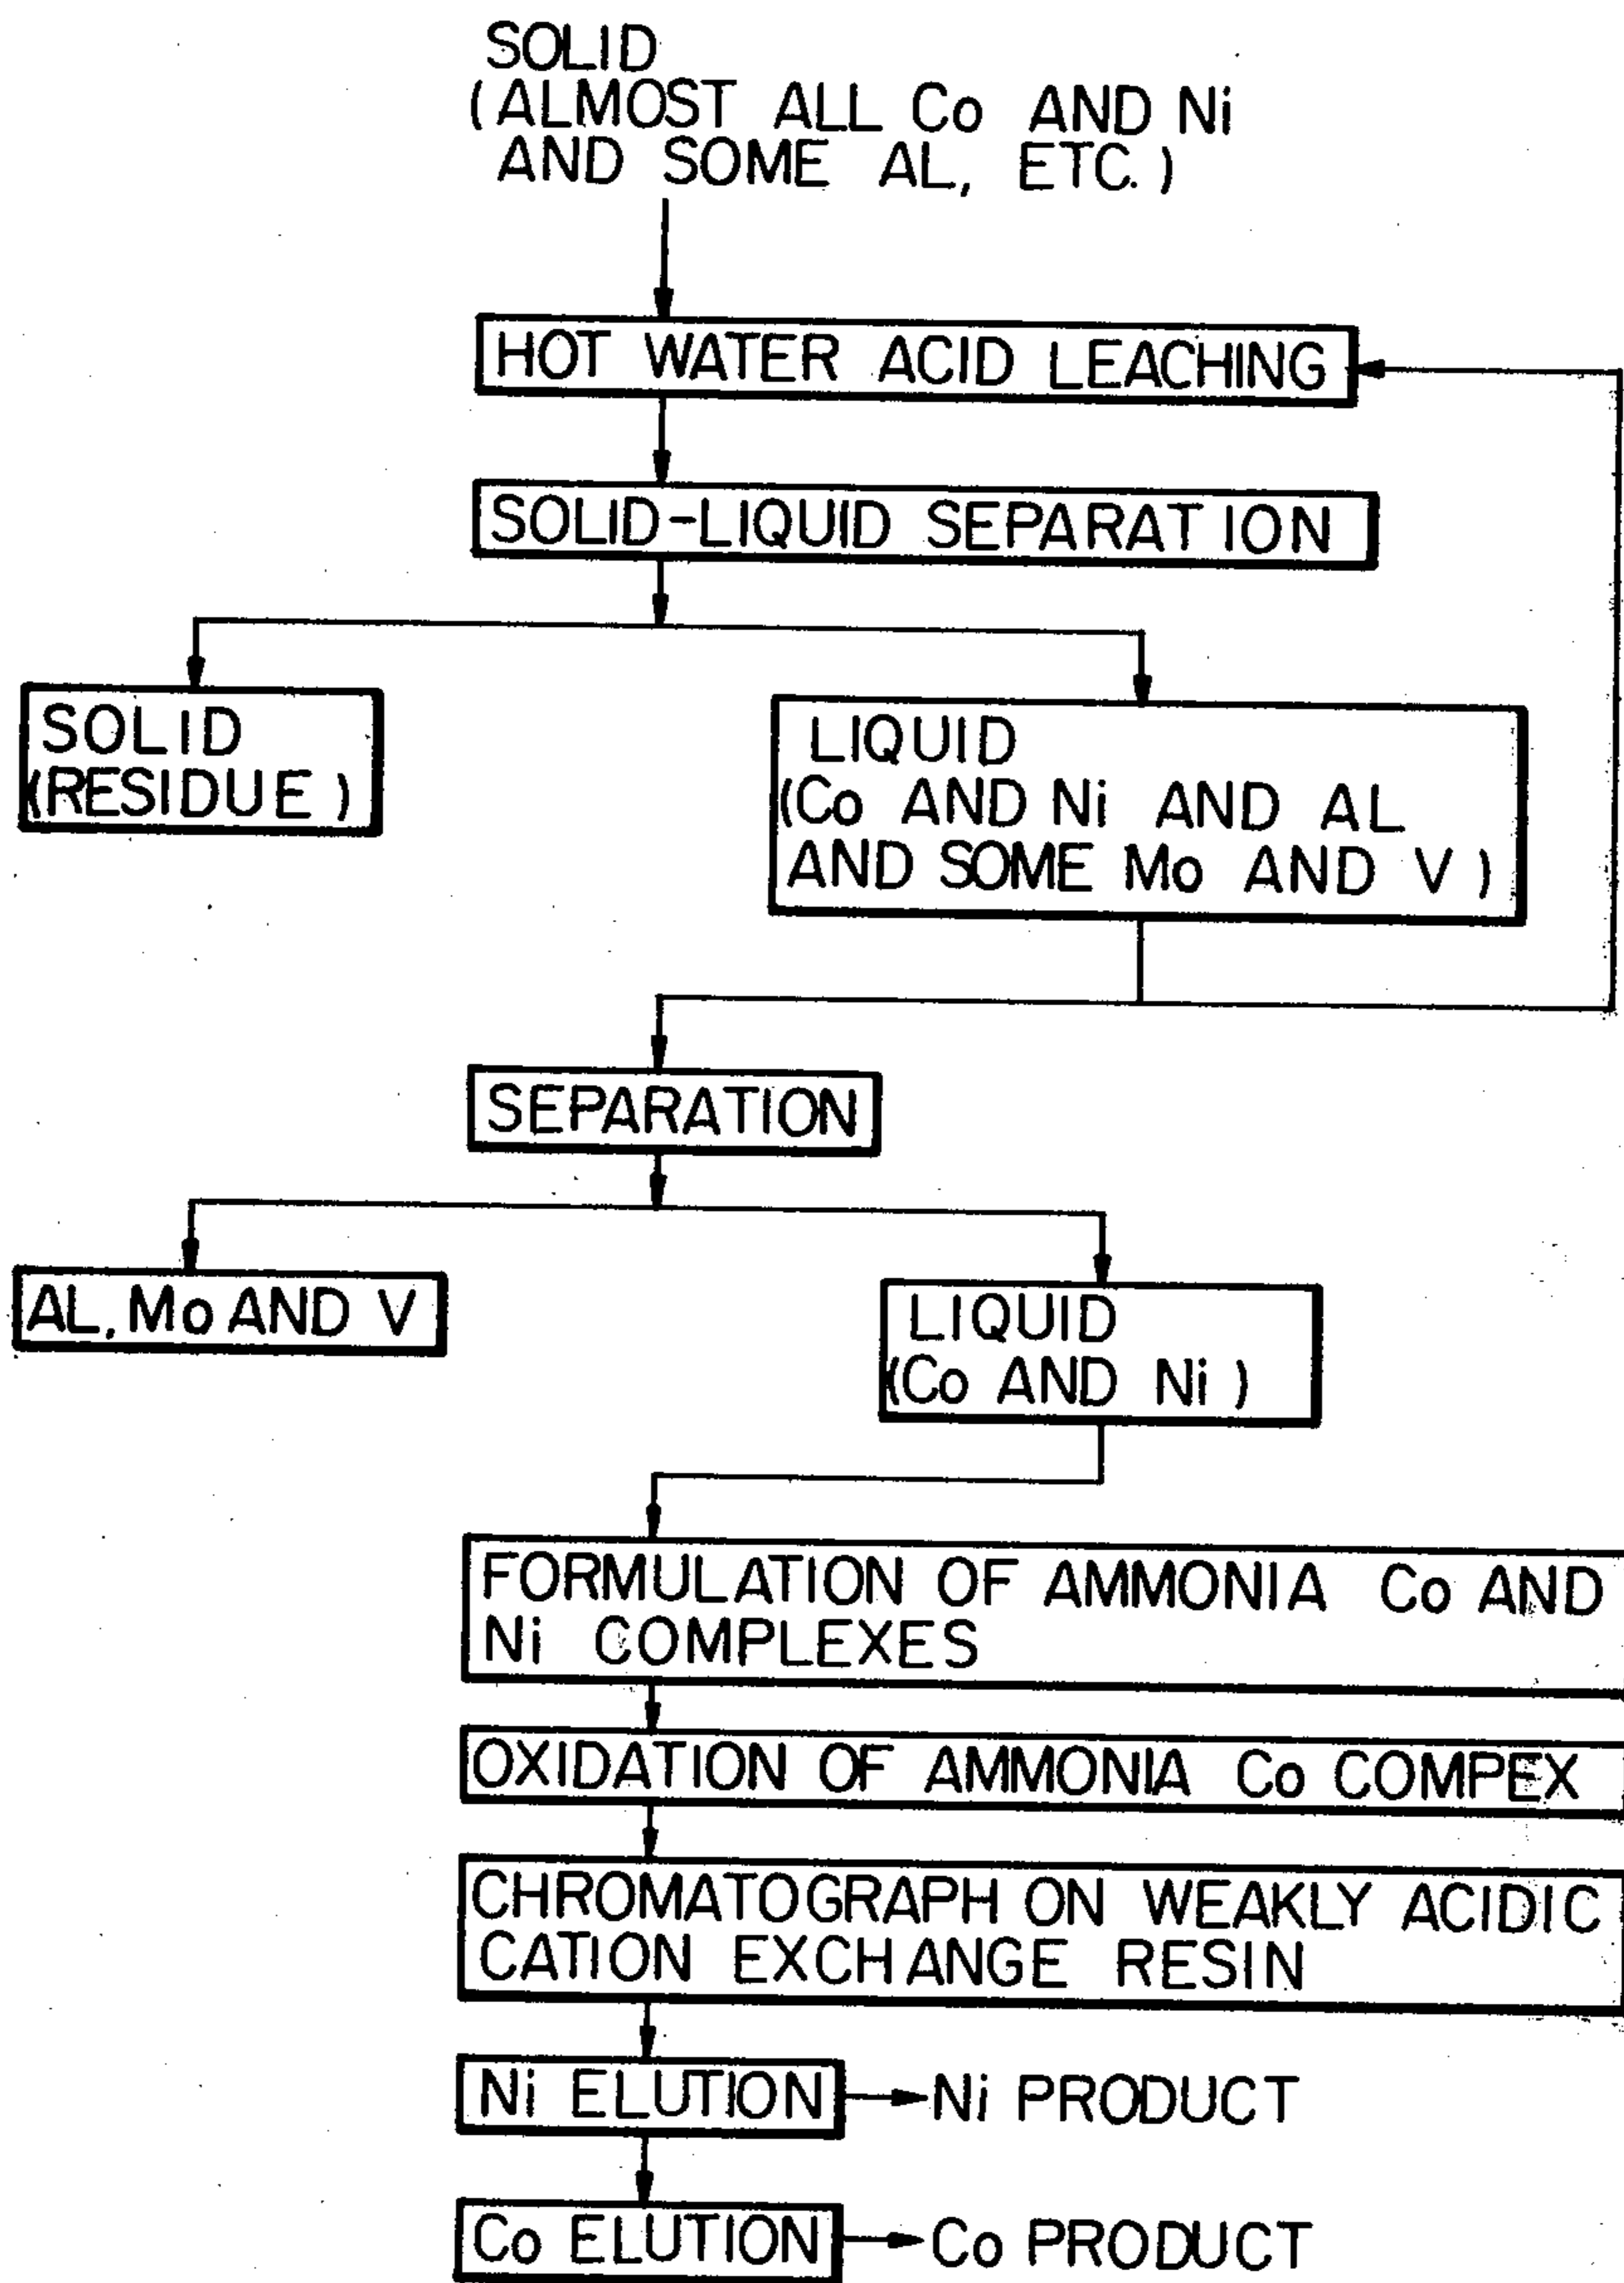 SOLID
(ALMOST ALL Co AND Ni
AND SOME AL, ETC.)
HOT WATER ACID LEACHING
SOLID-LIQUID SEPARATION
SOLID
(RESIDUE)
LIQUID
(Co AND Ni AND AL
AND SOME Mo AND V)
SEPARATION
AL, Mo AND V
LIQUID
(Co AND Ni)
FORMULATION OF AMMONIA Co AND
Ni COMPLEXES
OXIDATION OF AMMONIA Co COMPEX
CHROMATOGRAPH ON WEAKLY ACIDIC
CATION EXCHANGE RESIN
Ni ELUTION
Ni PRODUCT
Co ELUTION
Co PRODUCT